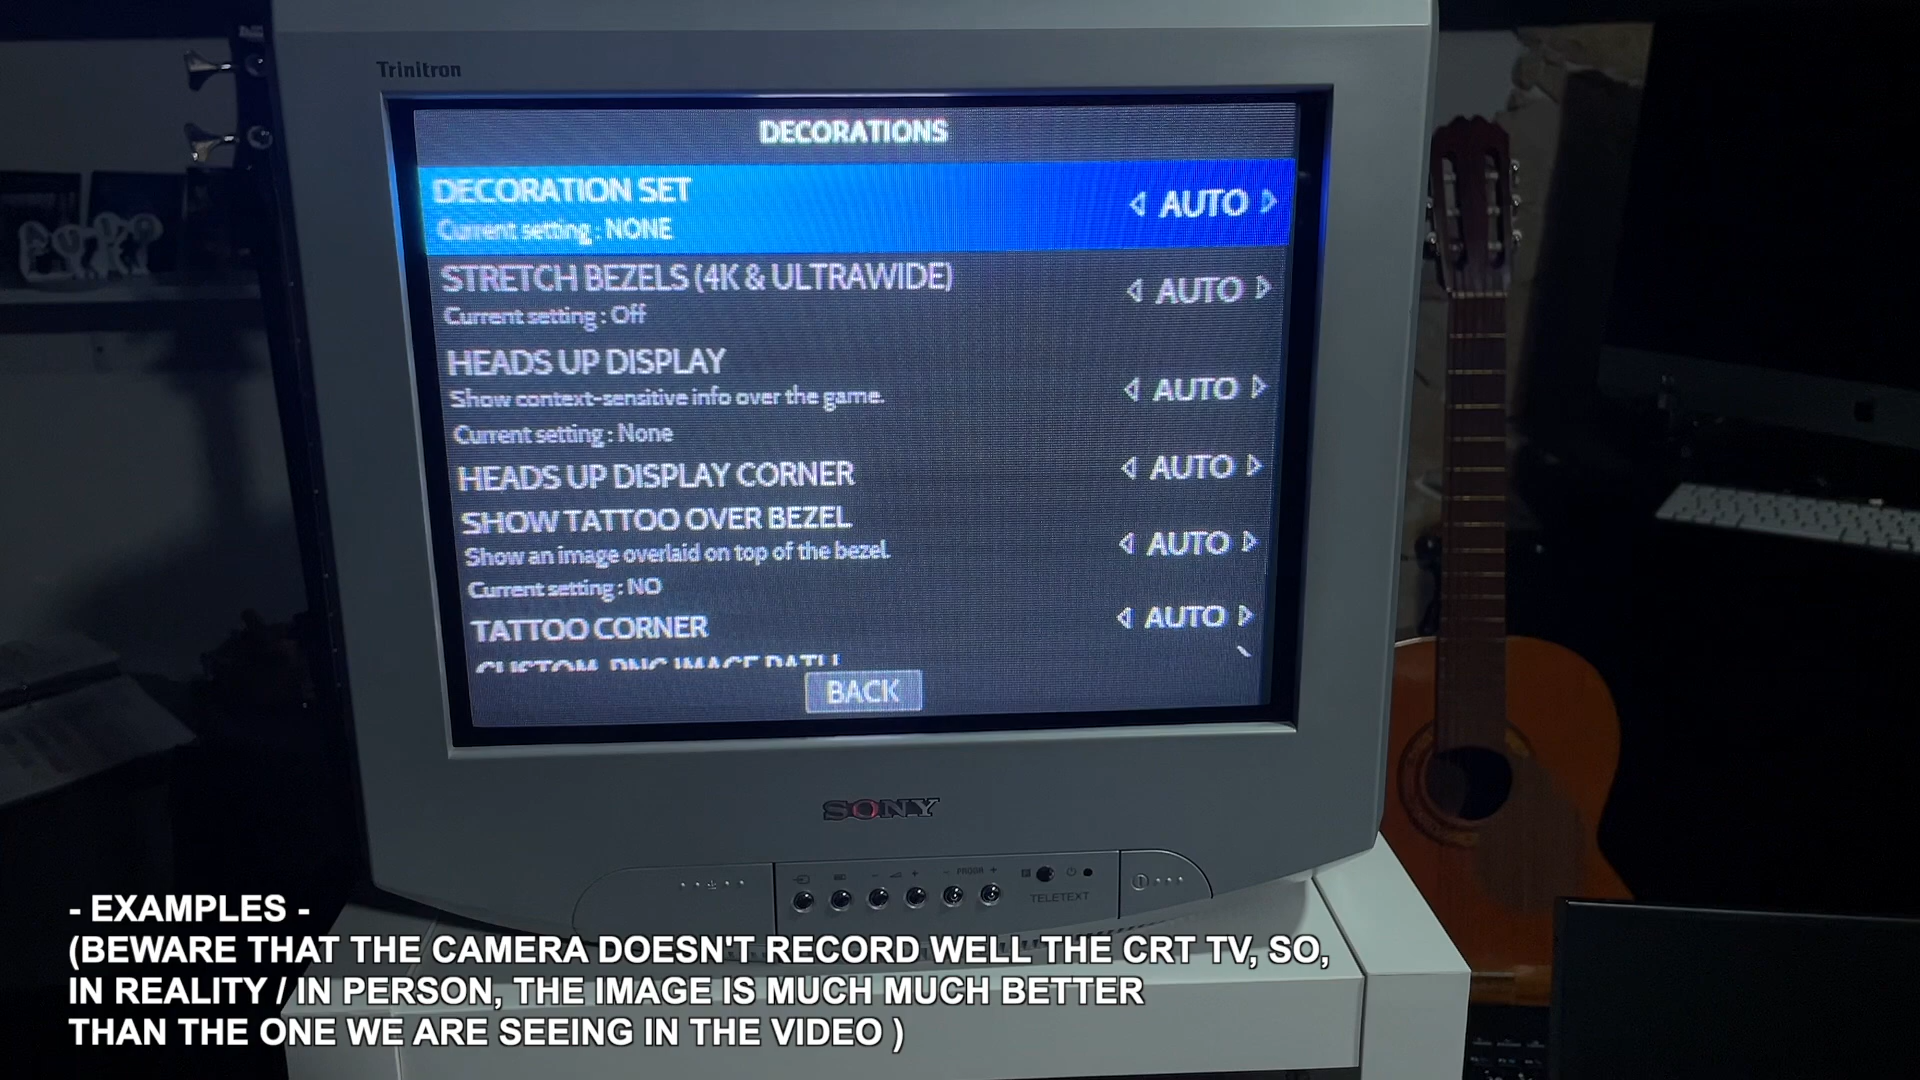 Trinitron
DECORATIONS
DECORATION SET
AUTO
Current setting : NONE
STRETCH BEZELS (4K & ULTRAWIDE)
AUTO
Current setting : Off
HEADS UP DISPLAY
Show context-sensitive info over the game.
AUTO
Current setting : None
HEADS UP DISPLAY CORNER
AUTO
SHOW TATTOO OVER BEZEL
Show an image overlaid on top of the bezel.
AUTO
Current setting : NO
TATTOO CORNER
AUTO
BACK
SONY
- PROGR +
TELETEXT
- EXAMPLES -
(BEWARE THAT THE CAMERA DOESN'T RECORD WELL THE CRT TV, SO,
IN REALITY / IN PERSON, THE IMAGE IS MUCH MUCH BETTER
THAN THE ONE WE ARE SEEING IN THE VIDEO )